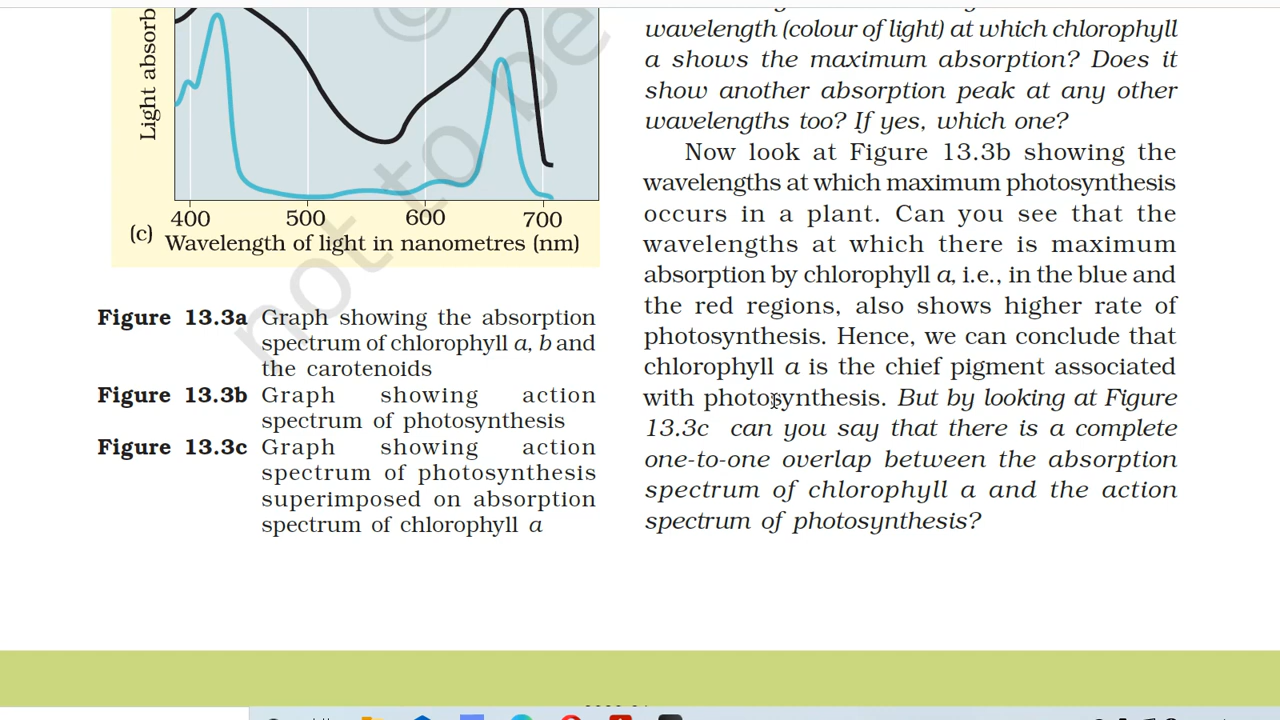 Light absorb
400 500 600 700
(c) Wavelength of light in nanometres (nm)
Figure 13.3a Graph showing the absorption
spectrum of chlorophyll a, b and
the carotenoids
Figure 13.3b Graph showing action
spectrum of photosynthesis
Figure 13.3c Graph showing action
spectrum of photosynthesis
superimposed on absorption
spectrum of chlorophyll a
wavelength (colour of light) at which chlorophyll
a shows the maximum absorption? Does it
show another absorption peak at any other
wavelengths too? If yes, which one?
Now look at Figure 13.3b showing the
wavelengths at which maximum photosynthesis
occurs in a plant. Can you see that the
wavelengths at which there is maximum
absorption by chlorophyll a, i.e., in the blue and
the red regions, also shows higher rate of
photosynthesis. Hence, we can conclude that
chlorophyll a is the chief pigment associated
with photosynthesis. But by looking at Figure
13.3c can you say that there is a complete
one-to-one overlap between the absorption
spectrum of chlorophyll a and the action
spectrum of photosynthesis?
©
not to be